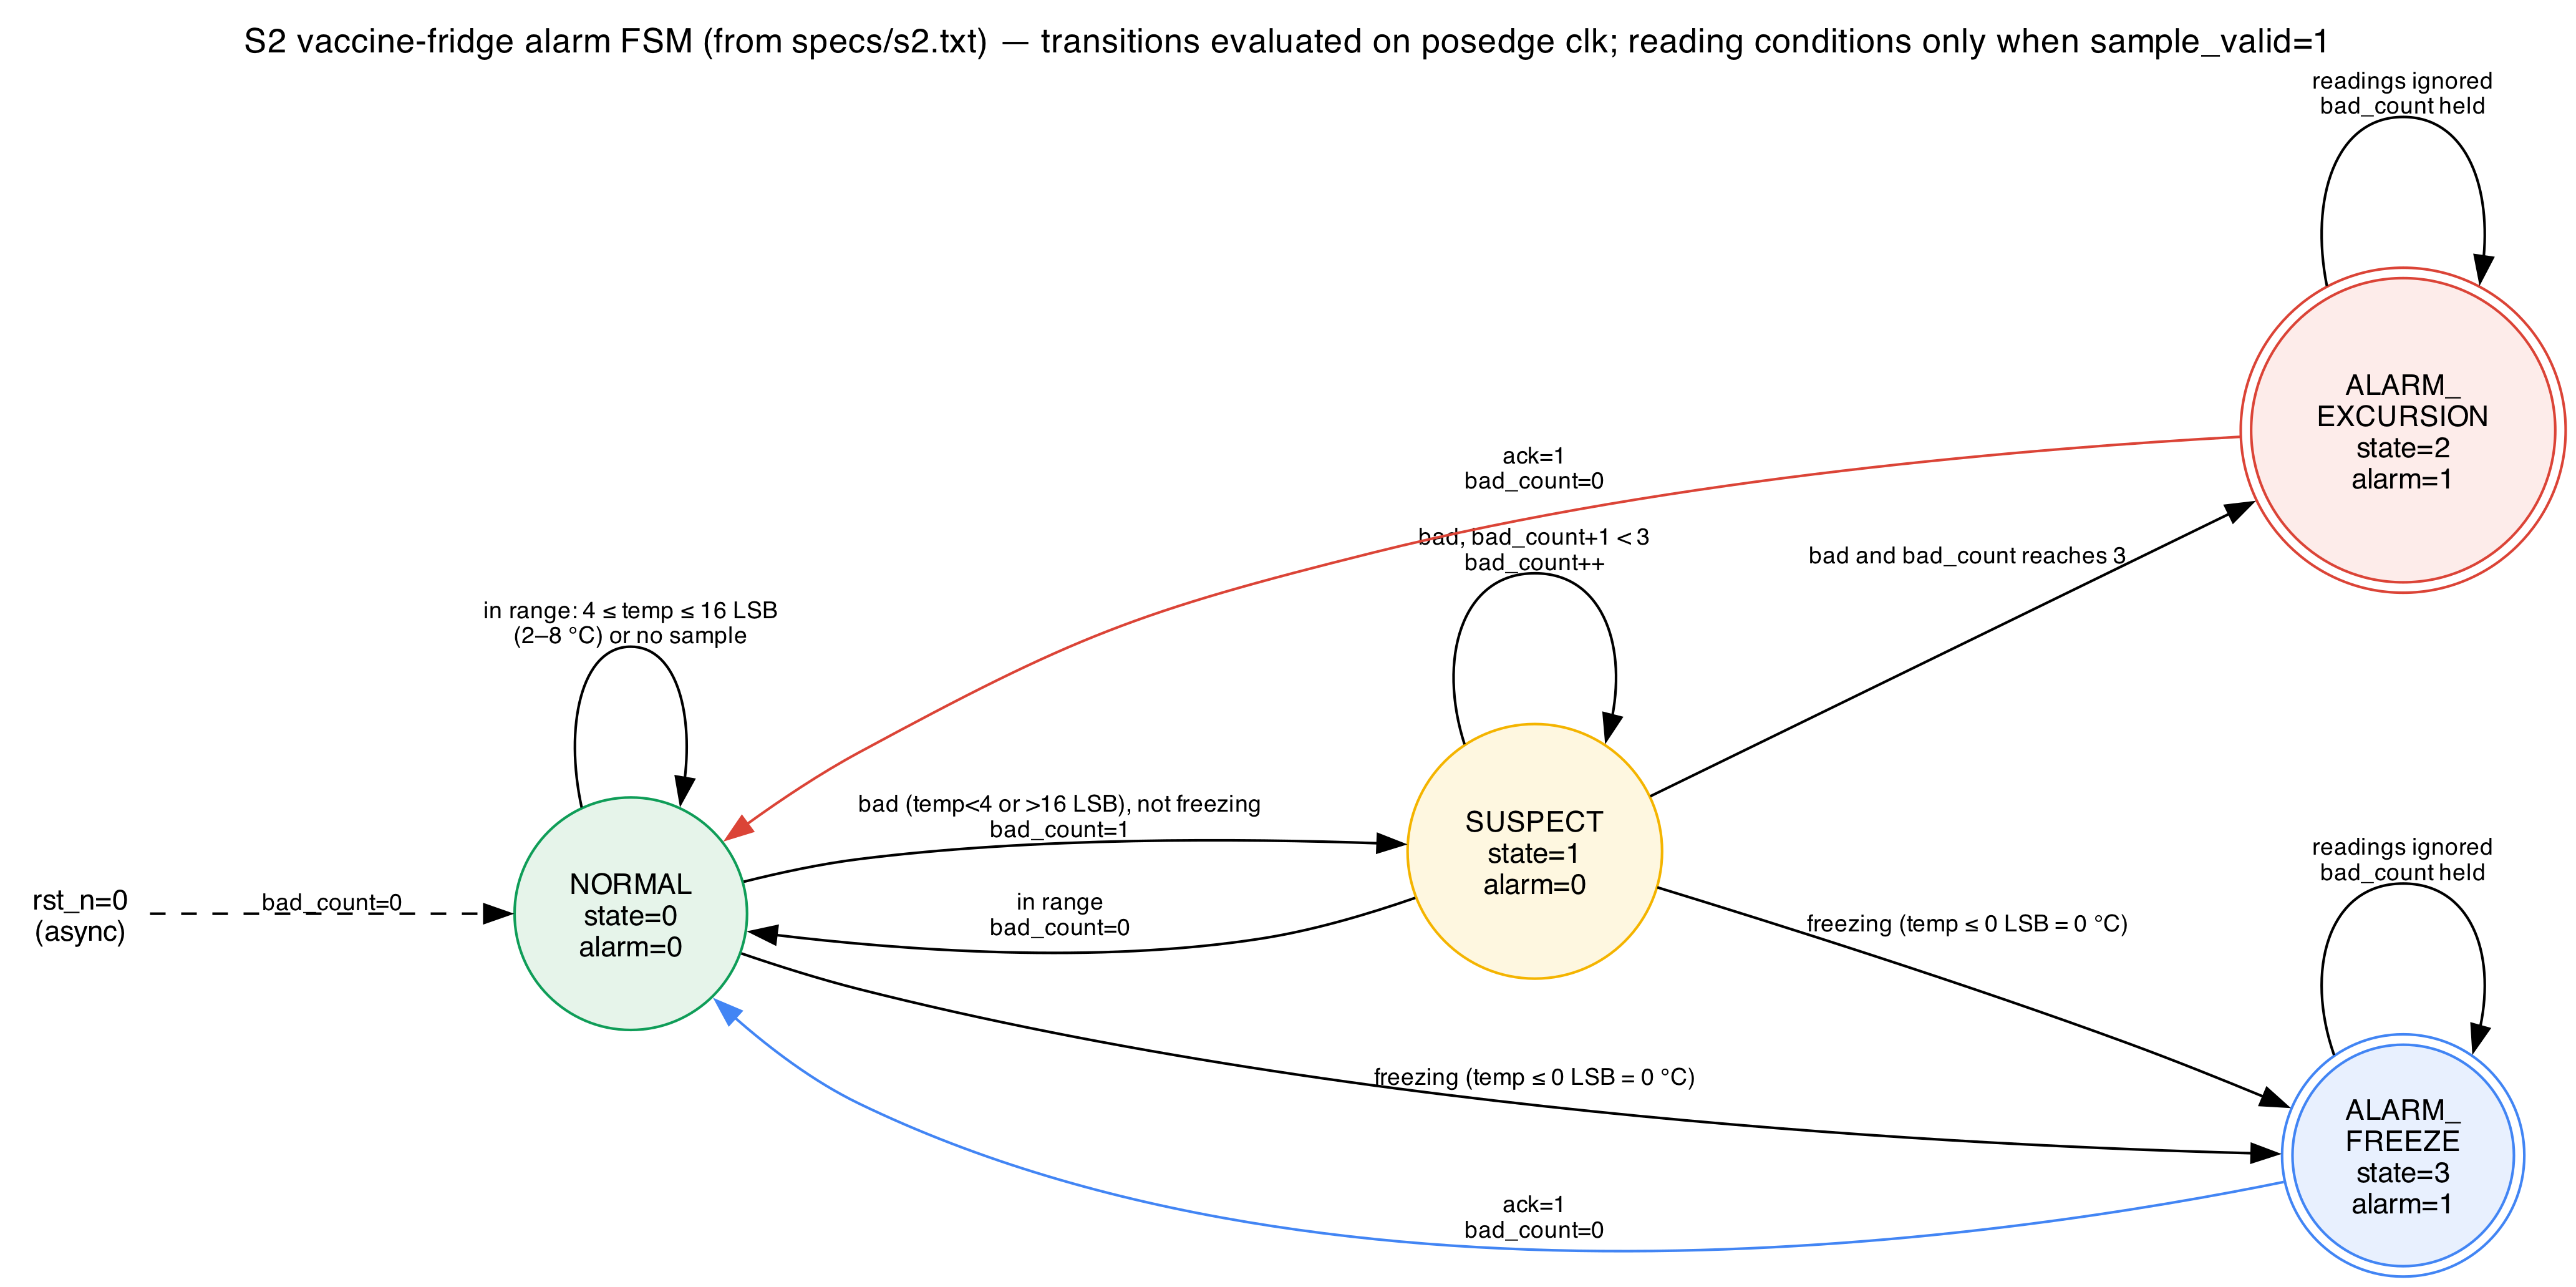 S2 vaccine-fridge alarm FSM (from specs/s2.txt) — transitions evaluated on posedge clk; reading conditions only when sample_valid=1
readings ignored
bad_count held
ALARM_
EXCURSION
state=2
alarm=1
ack=1
bad_count=0
bad, bad_count+1 < 3
bad_count++
bad and bad_count reaches 3
in range: 4 ≤ temp ≤ 16 LSB
(2–8 °C) or no sample
bad (temp<4 or >16 LSB), not freezing
bad_count=1
SUSPECT
state=1
alarm=0
readings ignored
bad_count held
rst_n=0
(async)
bad_count=0
NORMAL
state=0
alarm=0
in range
bad_count=0
freezing (temp ≤ 0 LSB = 0 °C)
freezing (temp ≤ 0 LSB = 0 °C)
ALARM_
FREEZE
state=3
alarm=1
ack=1
bad_count=0